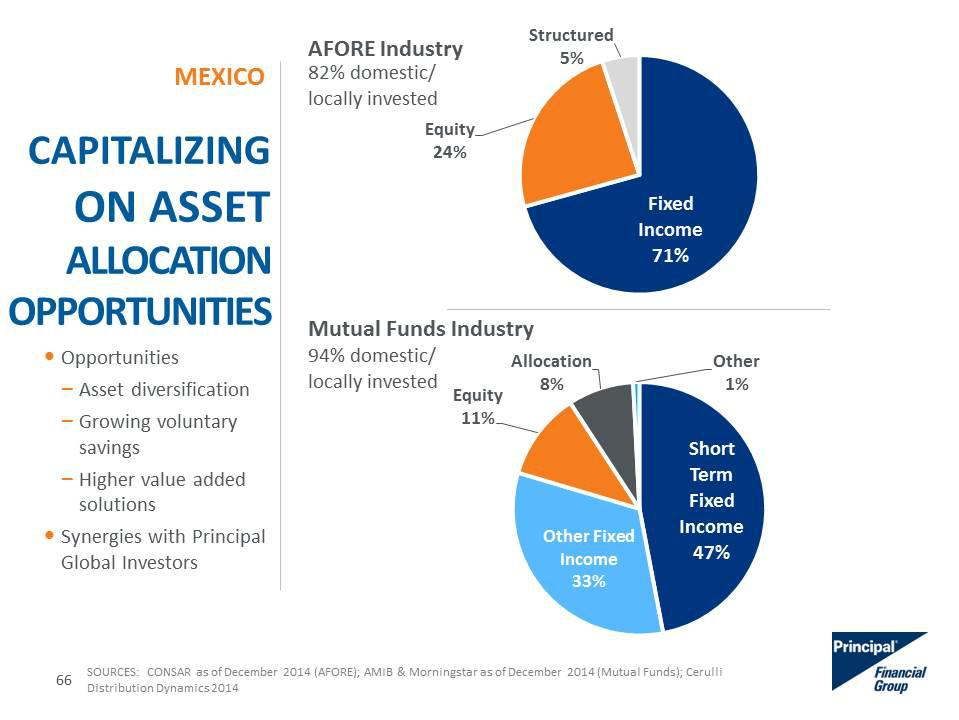 MEXICO
CAPITALIZING
ON ASSET
ALLOCATION
OPPORTUNITIES
• Opportunities
– Asset diversification
– Growing voluntary
savings
– Higher value added
solutions
• Synergies with Principal
Global Investors
AFORE Industry
82% domestic/
locally invested
Structured
5%
Equity
24%
Fixed
Income
71%
Mutual Funds Industry
94% domestic/
locally invested
Allocation
8%
Other
1%
Equity
11%
Short
Term
Fixed
Income
47%
Other Fixed
Income
33%
66
SOURCES: CONSAR as of December 2014 (AFORE); AMIB & Morningstar as of December 2014 (Mutual Funds); Cerulli
Distribution Dynamics 2014
Principal®
Financial
Group